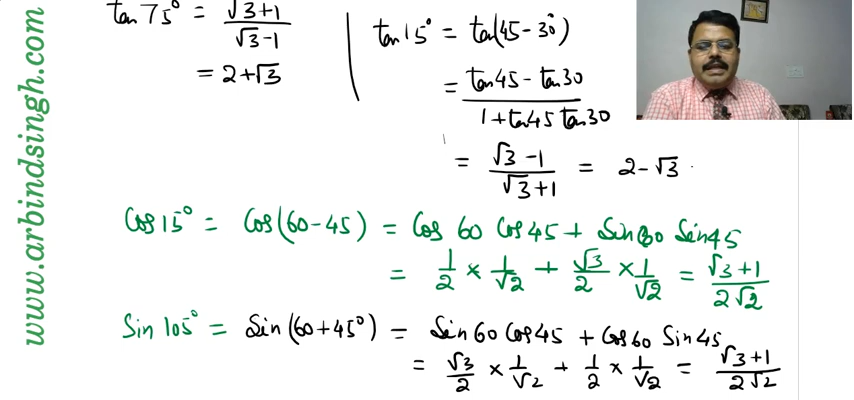 www.arbindsingh.com
tan 75° = √3+1 / √3-1
= 2+√3
tan 15° = tan(45-30°)
= tan45 - tan30 / 1+tan45 tan30
= √3-1 / √3+1 = 2-√3
Cos 15° = Cos(60-45) = Cos 60 Cos 45 + Sin 60 Sin 45
= 1/2 × 1/√2 + √3/2 × 1/√2 = √3+1 / 2√2
Sin 105° = Sin (60+45°) = Sin 60 Cos 45 + Cos 60 Sin 45
= √3/2 × 1/√2 + 1/2 × 1/√2 = √3+1 / 2√2